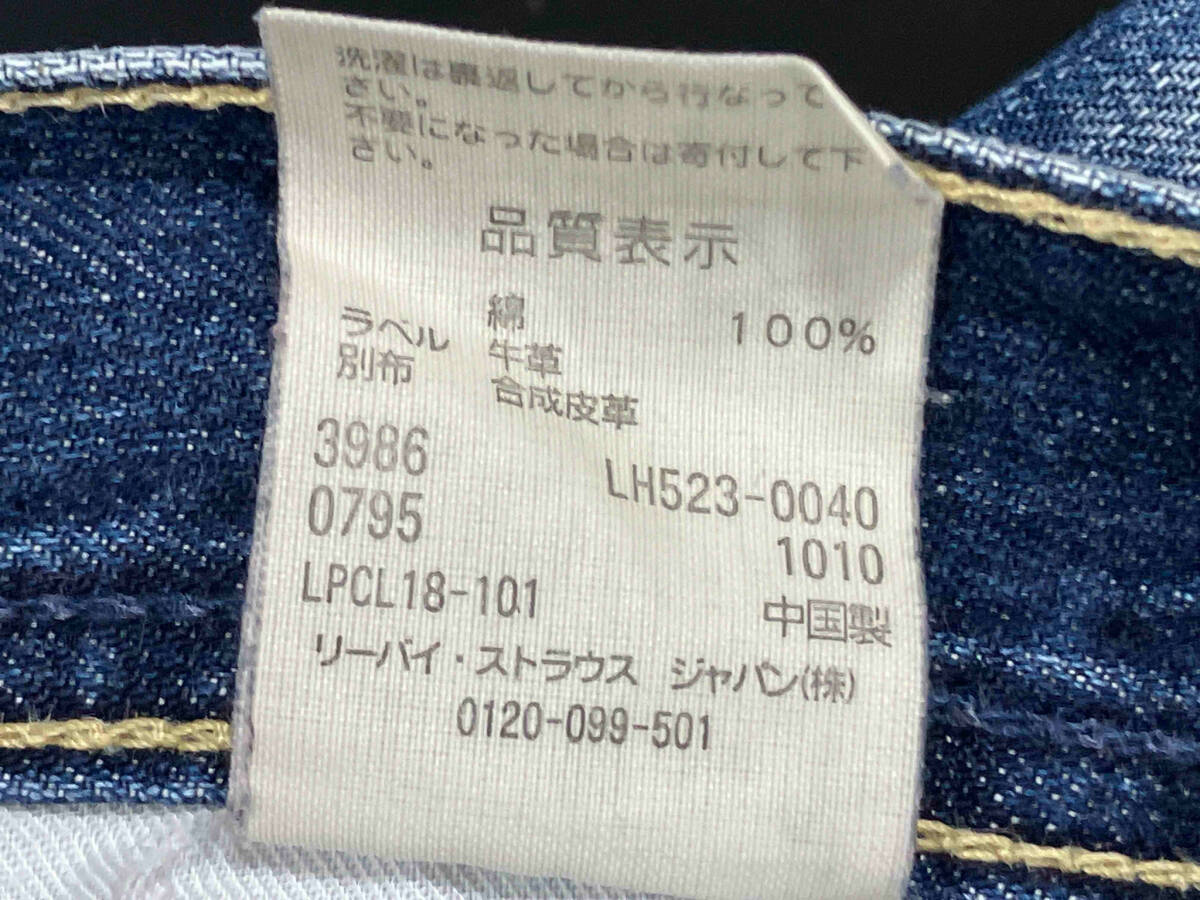 洗濯は裏返してから行なって
さい。
不要になった場合は寄付して下
さい。
品質表示
綿 100%
ラベル 牛革
別布 合成皮革
3986 LH523-0040
0795 1010
LPCL18-101 中国製
リーバイ・ストラウス ジャパン(株)
0120-099-501